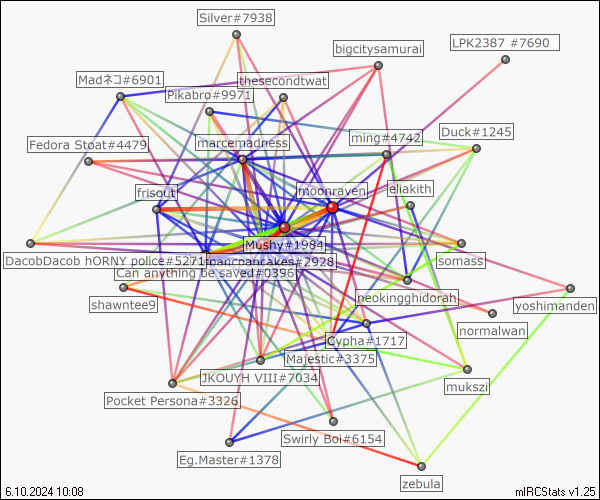 Silver#7938
LPK2387 #7690
bigcitysamurai
Madネコ#6901
thesecondtwat
Pikabro#9971
Duck#1245
ming#4742
marcemadness
Fedora Stoat#4479
moonraven
eliakith
frisout
Mushy#1984
DacobDacob hORNY police#5271
pancpancakes#2928
somass
Can anything be saved#0396
shawntee9
neokingghidorah
yoshimanden
normalwan
Cypha#1717
Majestic#3375
JKOUYH VIII#7034
mukszi
Pocket Persona#3326
Swirly Boi#6154
Eg.Master#1378
zebula
6.10.2024 10:08
mIRCStats v1.25